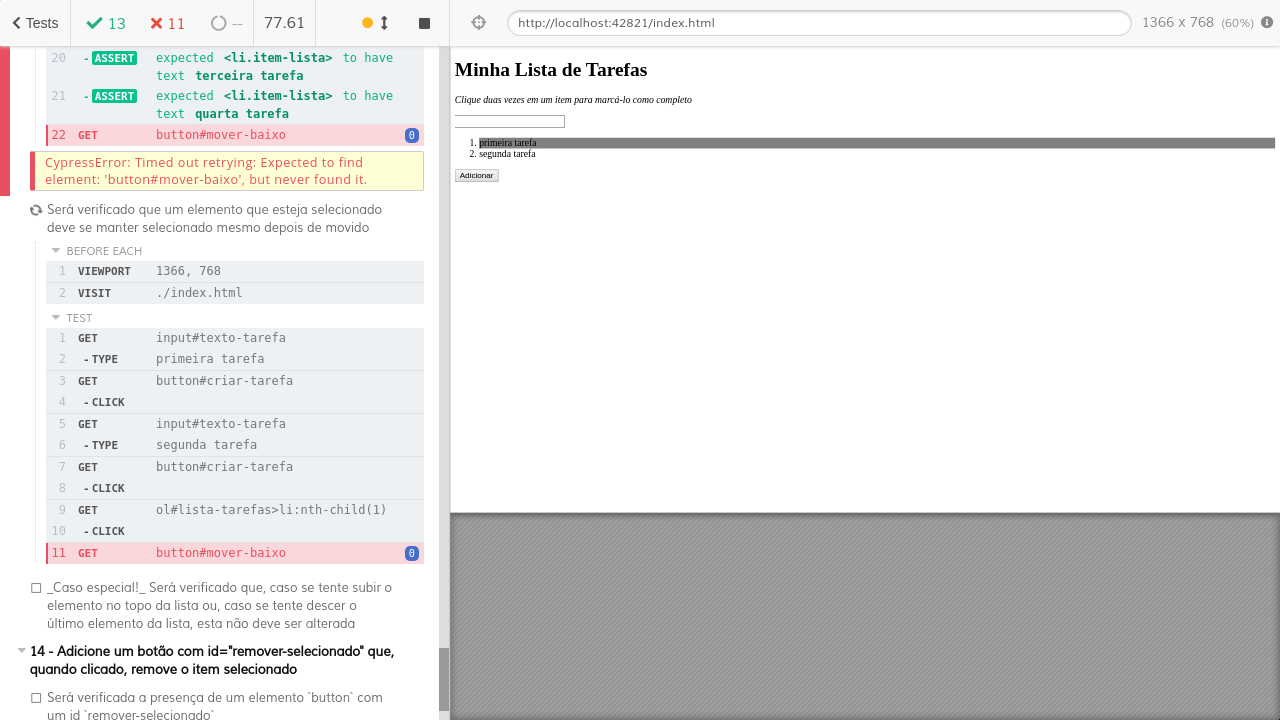 Tests 13 11 -- 77.61 http://localhost:42821/index.html 1366 x 768 (60%)
20 - ASSERT expected <li.item-lista> to have
text terceira tarefa
21 - ASSERT expected <li.item-lista> to have
text quarta tarefa
22 GET button#mover-baixo 0
CypressError: Timed out retrying: Expected to find
element: 'button#mover-baixo', but never found it.
Será verificado que um elemento que esteja selecionado
deve se manter selecionado mesmo depois de movido
BEFORE EACH
1 VIEWPORT 1366, 768
2 VISIT ./index.html
TEST
1 GET input#texto-tarefa
2 - TYPE primeira tarefa
3 GET button#criar-tarefa
4 - CLICK
5 GET input#texto-tarefa
6 - TYPE segunda tarefa
7 GET button#criar-tarefa
8 - CLICK
9 GET ol#lista-tarefas>li:nth-child(1)
10 - CLICK
11 GET button#mover-baixo 0
_Caso especial!_ Será verificado que, caso se tente subir o
elemento no topo da lista ou, caso se tente descer o
último elemento da lista, esta não deve ser alterada
14 - Adicione um botão com id="remover-selecionado" que,
quando clicado, remove o item selecionado
Será verificada a presença de um elemento `button` com
um id `remover-selecionado`
Minha Lista de Tarefas
Clique duas vezes em um item para marcá-lo como completo
1. primeira tarefa
2. segunda tarefa
Adicionar